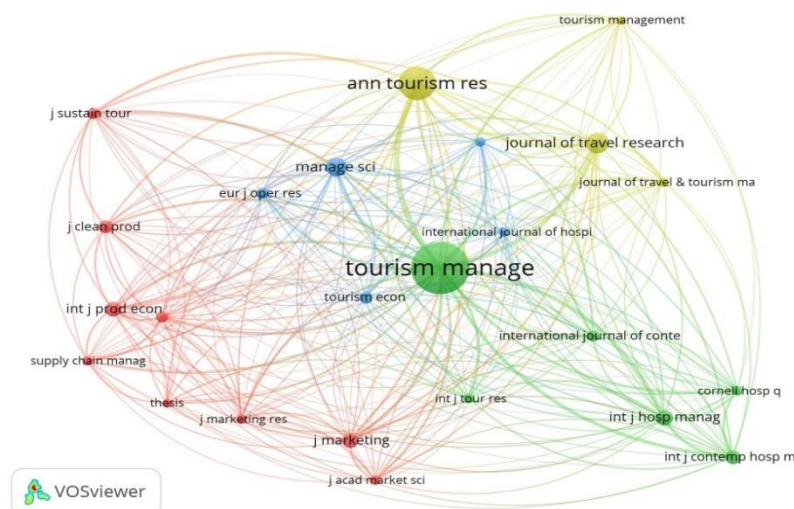 tourism management
ann tourism res
j sustain tour
journal of travel research
manage sci
journal of travel & tourism ma
eur j oper res
j clean prod
international journal of hospi
tourism manage
tourism econ
int j prod econ
international journal of conte
supply chain manag
cornell hosp q
int j tour res
thesis
int j hosp manag
j marketing res
j marketing
int j contemp hosp m
j acad market sci
VOSviewer